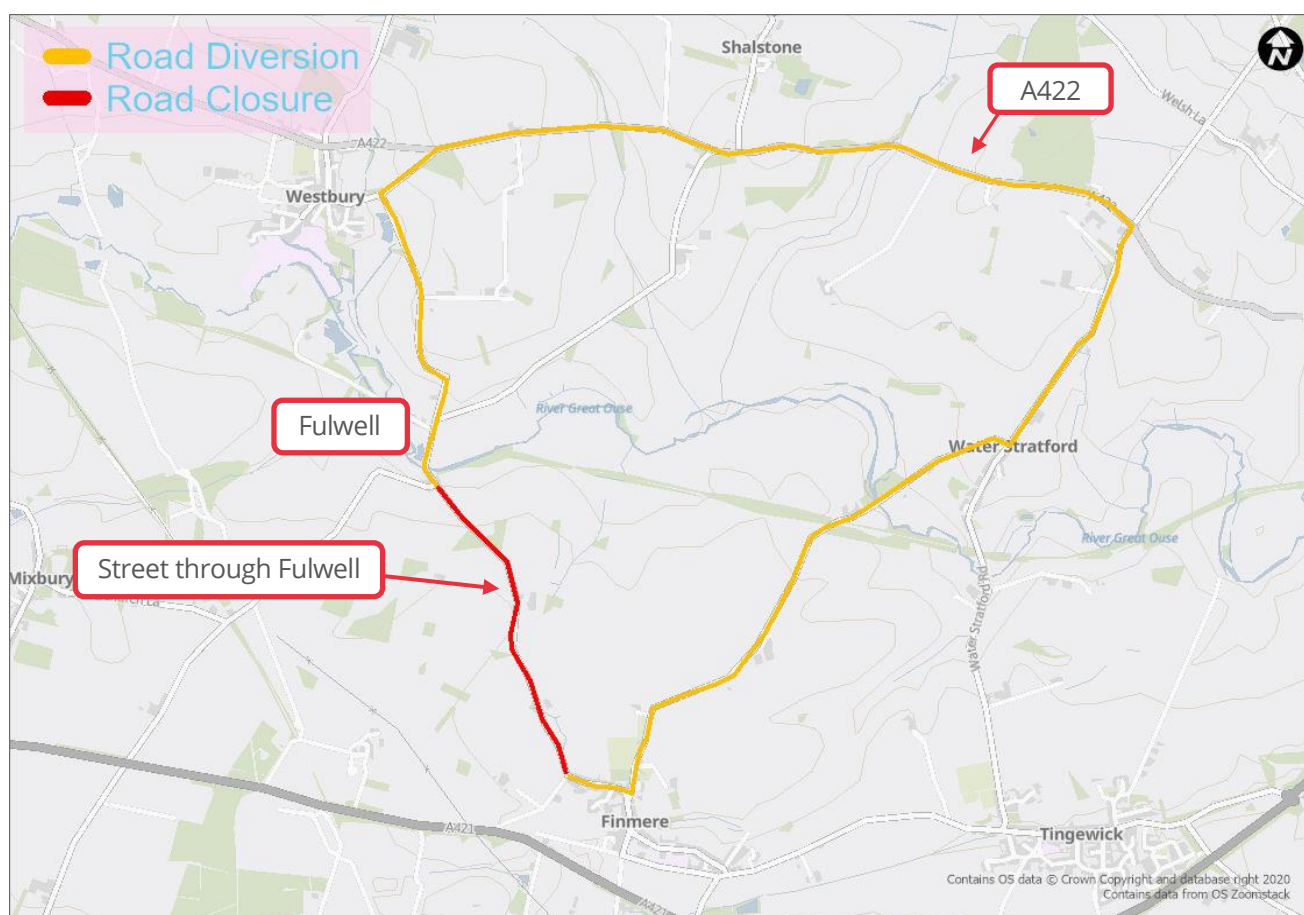 Road Diversion
Road Closure
Shalstone
N
A422
Welsh La
A422
Westbury
A422
River Great Ouse
Fulwell
Water Stratford
River Great Ouse
Street through Fulwell
Mixbury
Water Stratford Rd
A421
Finmere
Tingewick
A421
Contains OS data © Crown Copyright and database right 2020
Contains data from OS Zoomstack